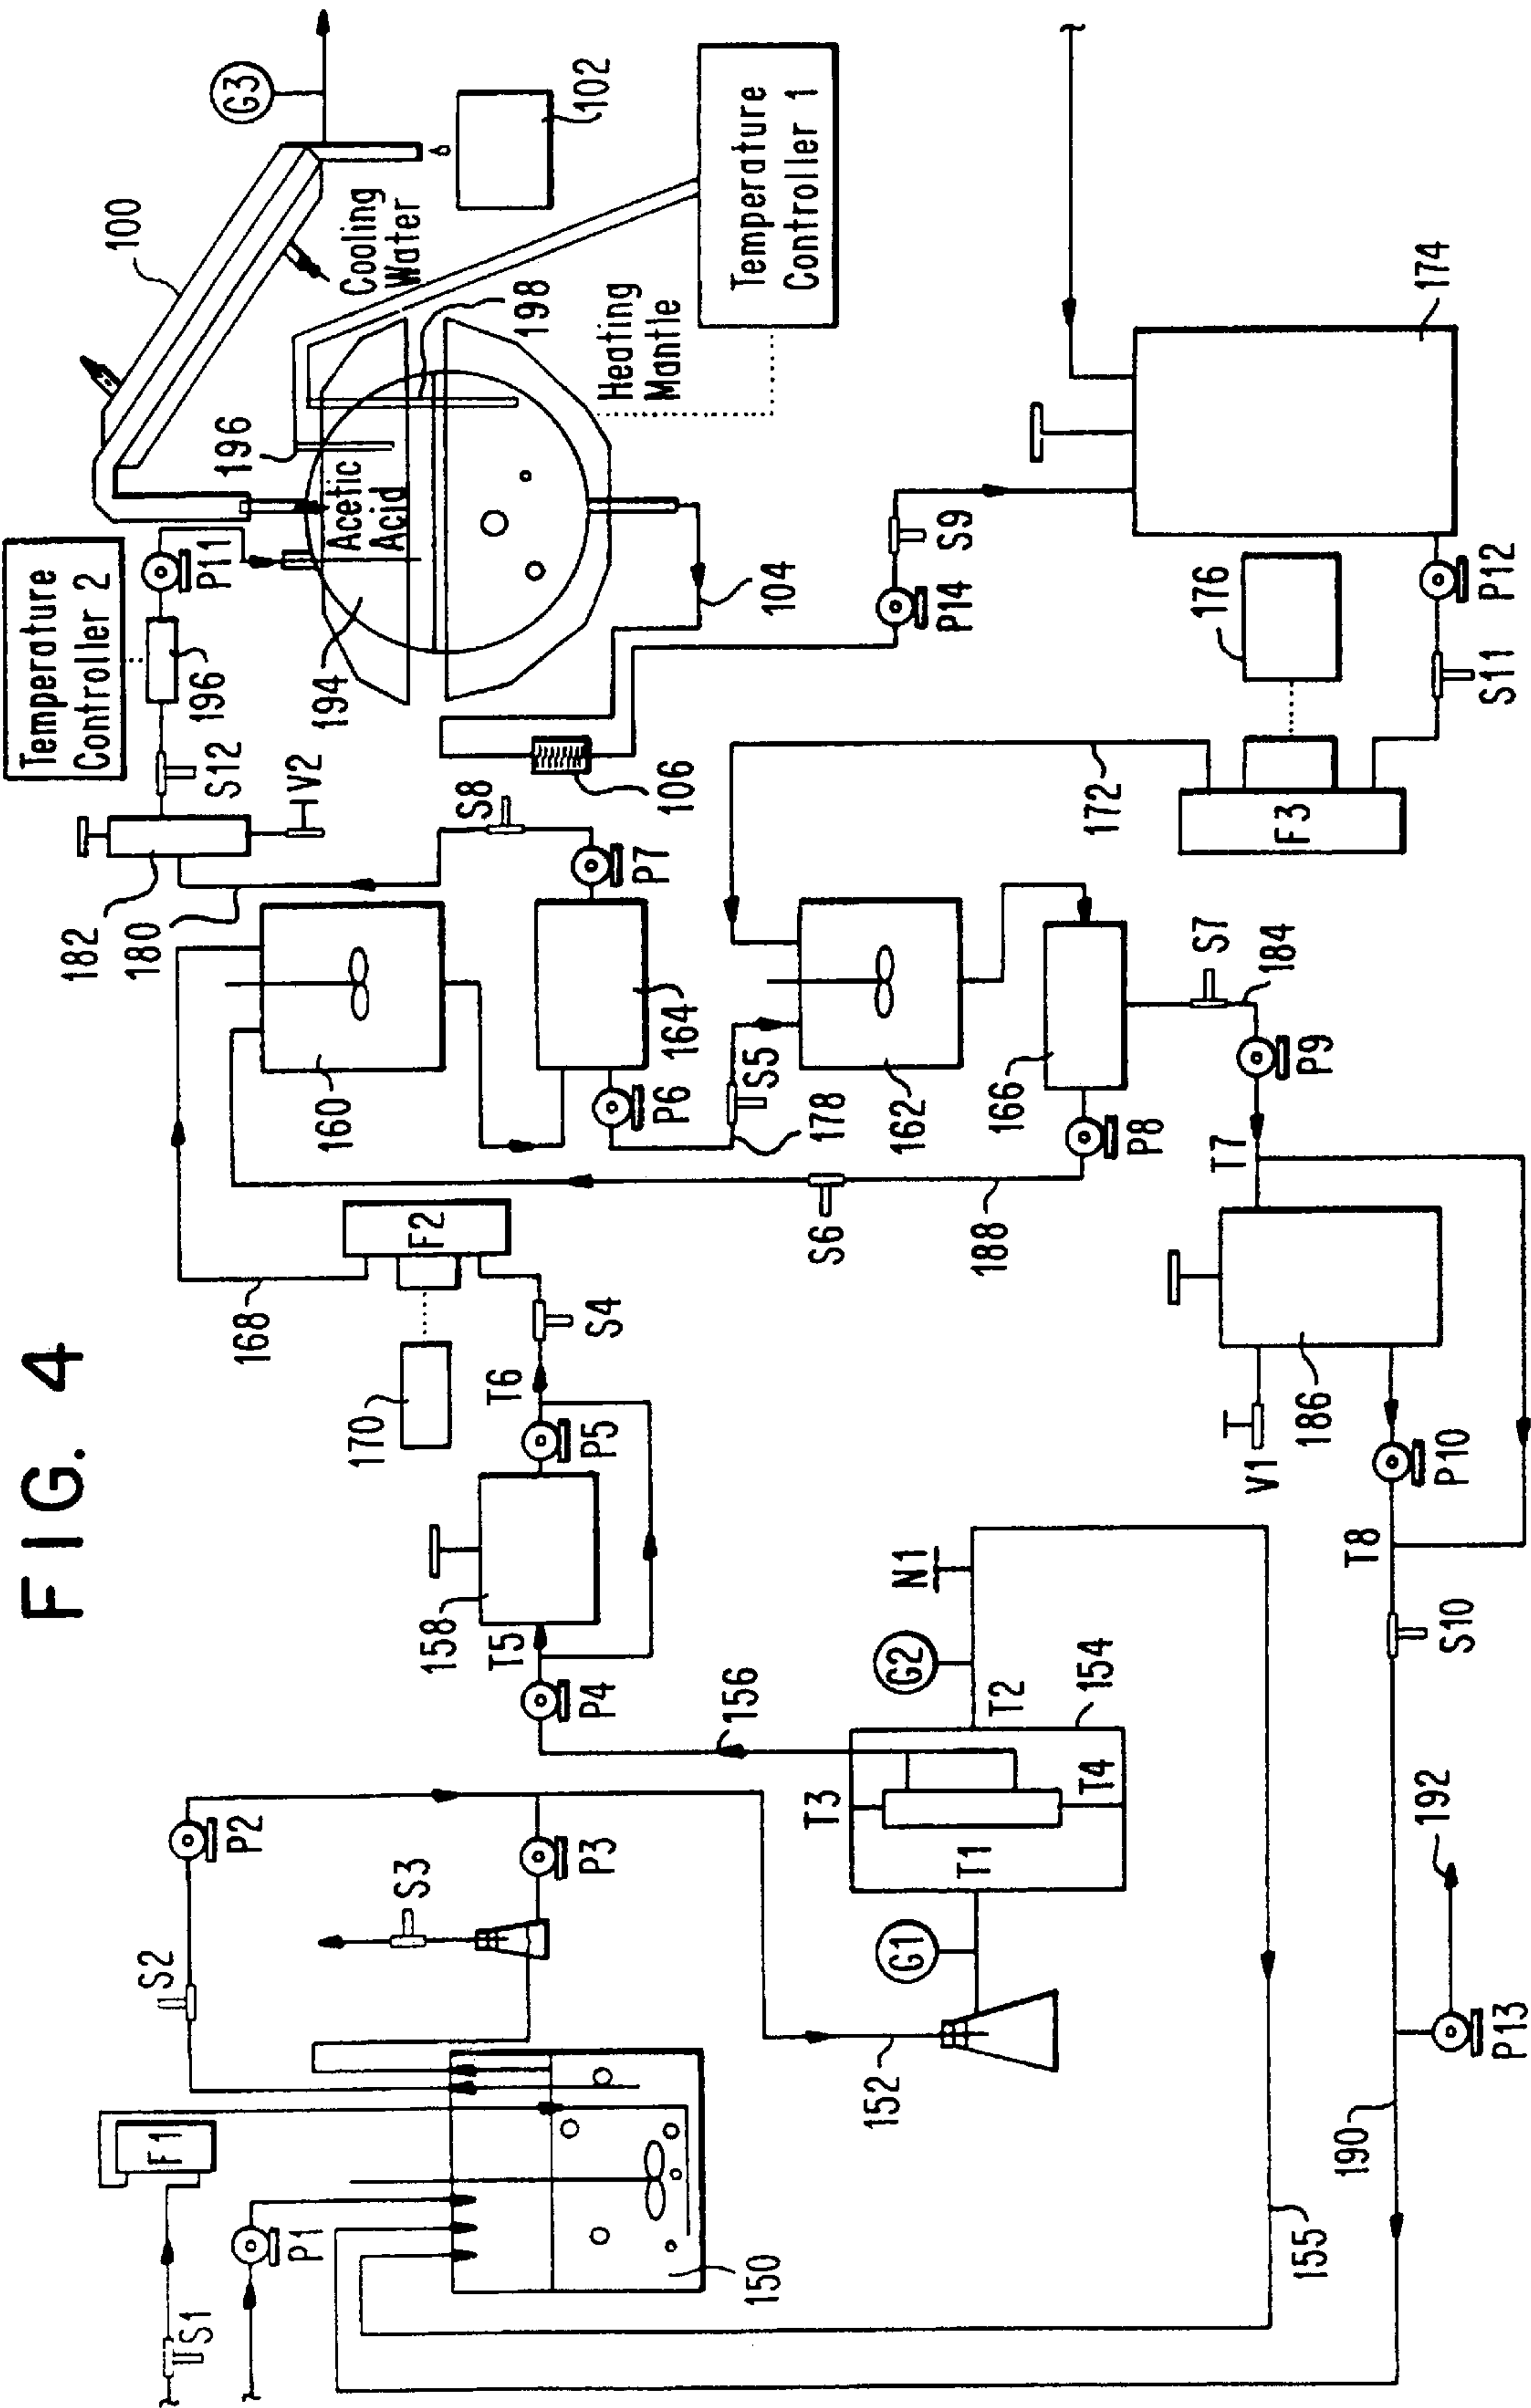 FIG. 4
Temperature
Controller 2
196
P11
S12
V2
182
180
100
G3
102
Cooling
Water
196
Acetic
Acid
194
198
Heating
Mantle
Temperature
Controller 1
104
106
P14
S9
174
176
P12
S11
F3
172
S8
P7
160
164
P6
S5
178
162
166
P8
S7
184
P9
T7
S6
188
168
F2
170
S4
T6
P5
158
T5
P4
156
186
V1
P10
T8
S10
N1
G2
T2
154
T3
T4
T1
G1
P2
P3
S3
S2
152
F1
P1
S1
150
155
190
192
P13